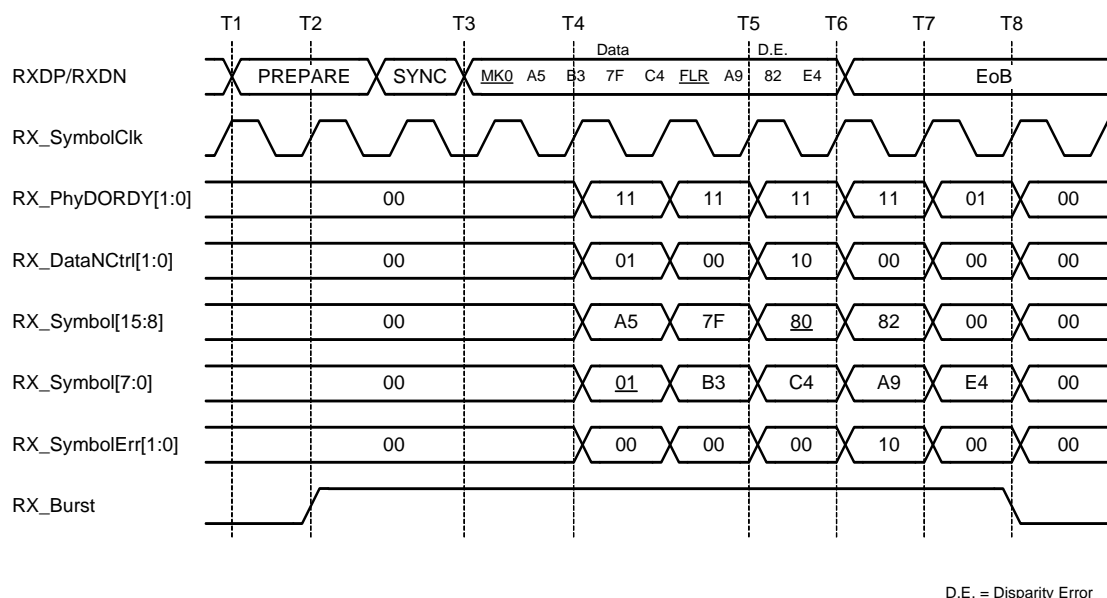 T1 T2 T3 T4 T5 T6 T7 T8
Data D.E.
RXDP/RXDN PREPARE SYNC MK0 A5 B3 7F C4 FLR A9 82 E4 EoB
RX_SymbolClk
RX_PhyDORDY[1:0] 00 11 11 11 11 01 00
RX_DataNCtrl[1:0] 00 01 00 10 00 00 00
RX_Symbol[15:8] 00 A5 7F 80 82 00 00
RX_Symbol[7:0] 00 01 B3 C4 A9 E4 00
RX_SymbolErr[1:0] 00 00 00 00 10 00 00
RX_Burst
D.E. = Disparity Error